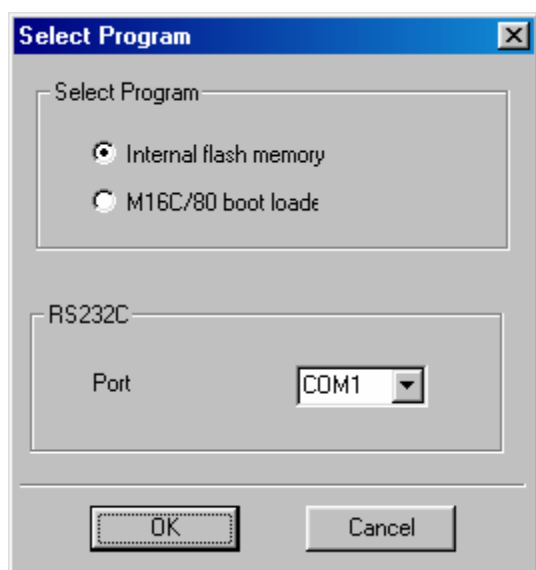 Select Program
Select Program
Internal flash memory
M16C/80 boot loade
RS232C
Port COM1
OK Cancel